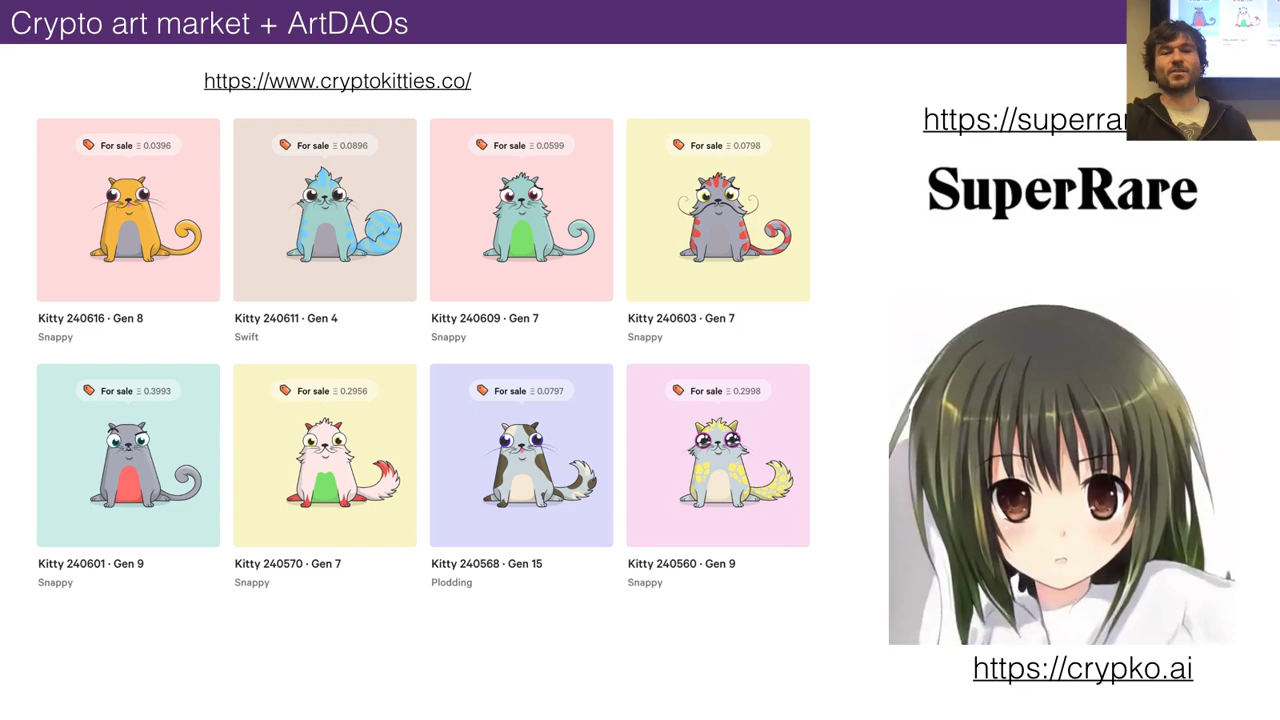 Crypto art market + ArtDAOs
https://www.cryptokitties.co/
For sale Ξ 0.0396
For sale Ξ 0.0896
For sale Ξ 0.0599
For sale Ξ 0.0798
Kitty 240616 · Gen 8
Snappy
Kitty 240611 · Gen 4
Swift
Kitty 240609 · Gen 7
Snappy
Kitty 240603 · Gen 7
Snappy
For sale Ξ 0.3993
For sale Ξ 0.2956
For sale Ξ 0.0797
For sale Ξ 0.2998
Kitty 240601 · Gen 9
Snappy
Kitty 240570 · Gen 7
Snappy
Kitty 240568 · Gen 15
Plodding
Kitty 240560 · Gen 9
Snappy
https://superrar
SuperRare
https://crypko.ai